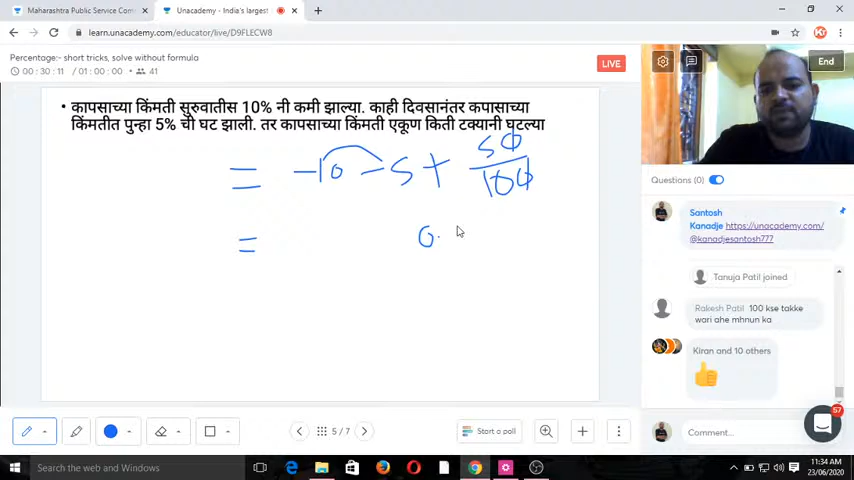 Maharashtra Public Service Com
Unacademy - India's largest
learn.unacademy.com/educator/live/D9FLECW8
Percentage:- short tricks, solve without formula
00 : 30 : 11 / 01 : 00 : 00 • 41
LIVE
End
• कापसाच्या किंमती सुरुवातीस 10% नी कमी झाल्या. काही दिवसानंतर कपासाच्या
किंमतीत पुन्हा 5% ची घट झाली. तर कापसाच्या किंमती एकूण किती टक्यानी घटल्या
= -10 - 5 + 50/100
= 0.
Questions (0)
Santosh
Kanadje https://unacademy.com/
@kanadjesantosh777
Tanuja Patil joined
Rakesh Patil 100 kse takke
wari ahe mhnun ka
Kiran and 10 others
5 / 7
Start a poll
57
Comment...
Search the web and Windows
11:34 AM
23/06/2020